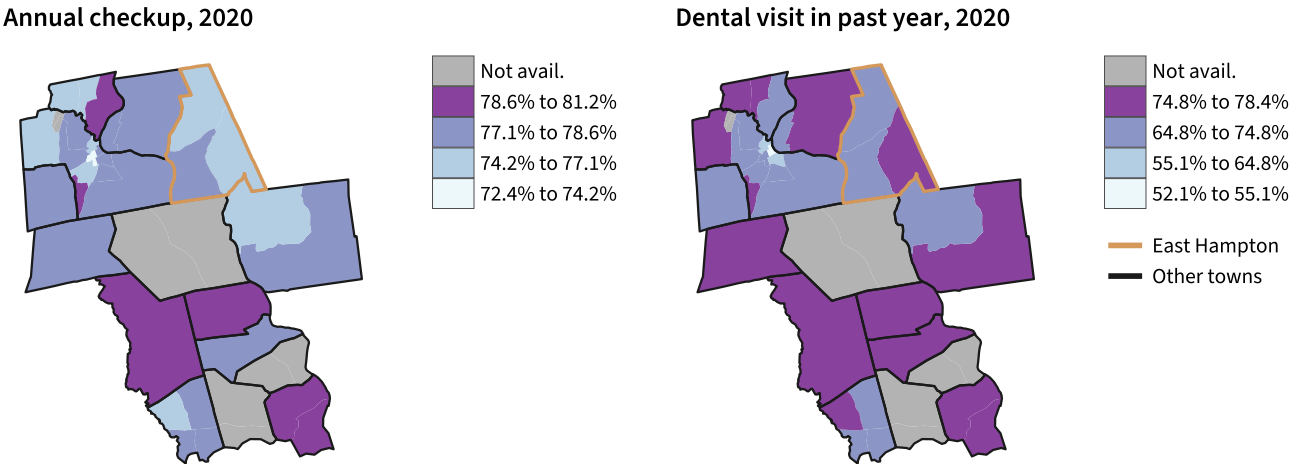 Annual checkup, 2020
Not avail.
78.6% to 81.2%
77.1% to 78.6%
74.2% to 77.1%
72.4% to 74.2%
Dental visit in past year, 2020
Not avail.
74.8% to 78.4%
64.8% to 74.8%
55.1% to 64.8%
52.1% to 55.1%
East Hampton
Other towns